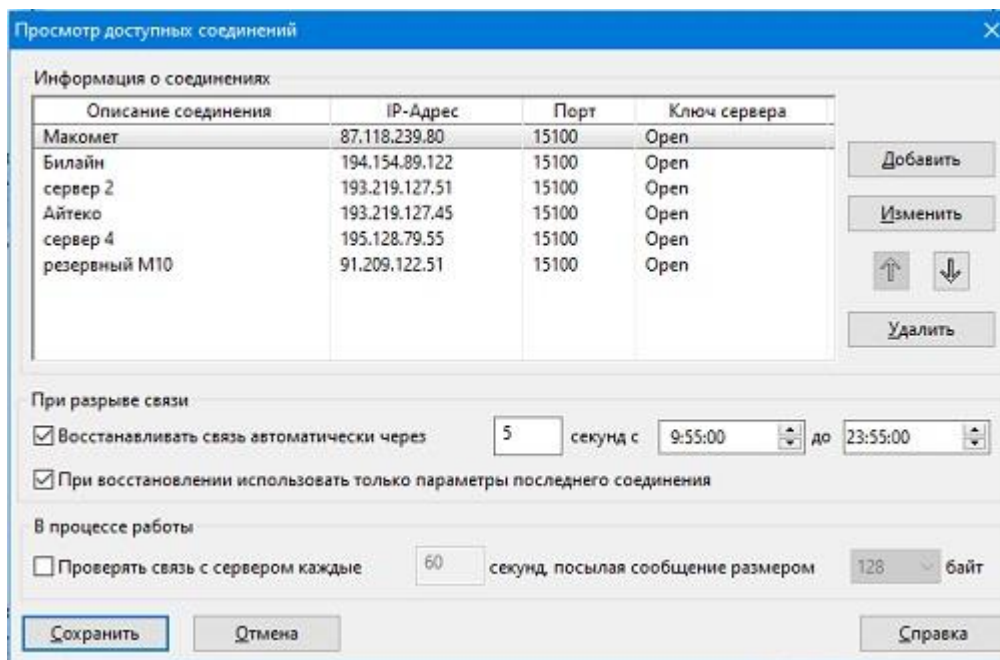 Просмотр доступных соединений
Информация о соединениях
Описание соединения IP-Адрес Порт Ключ сервера
Макомет 87.118.239.80 15100 Open
Билайн 194.154.89.122 15100 Open
сервер 2 193.219.127.51 15100 Open
Айтеко 193.219.127.45 15100 Open
сервер 4 195.128.79.55 15100 Open
резервный М10 91.209.122.51 15100 Open
Добавить
Изменить
Удалить
При разрыве связи
Восстанавливать связь автоматически через 5 секунд с 9:55:00 до 23:55:00
При восстановлении использовать только параметры последнего соединения
В процессе работы
Проверять связь с сервером каждые 60 секунд, посылая сообщение размером 128 байт
Сохранить Отмена Справка